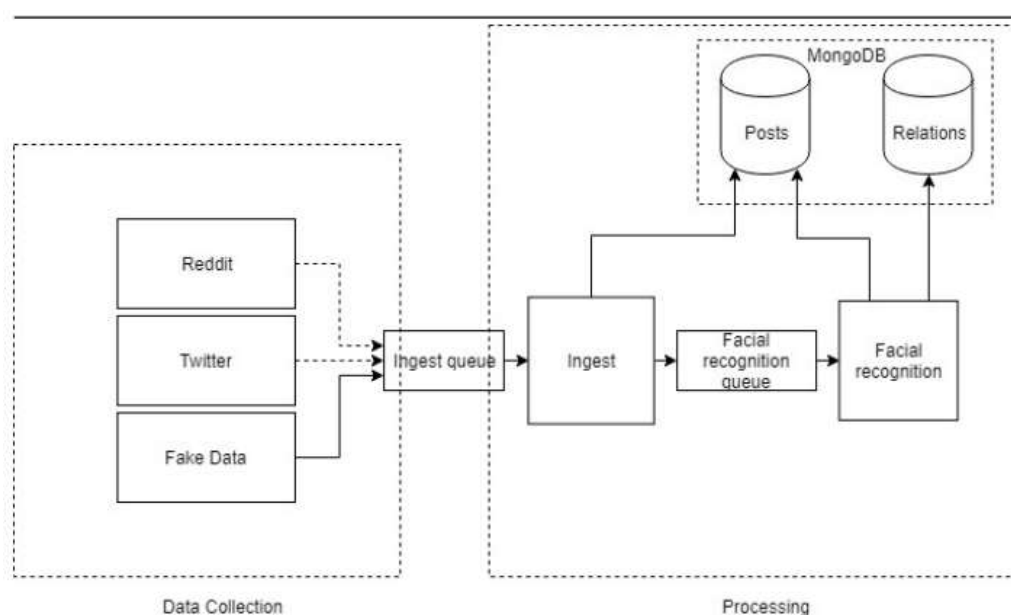 MongoDB
Posts
Relations
Reddit
Twitter
Fake Data
Ingest queue
Ingest
Facial
recognition
queue
Facial
recognition
Data Collection
Processing